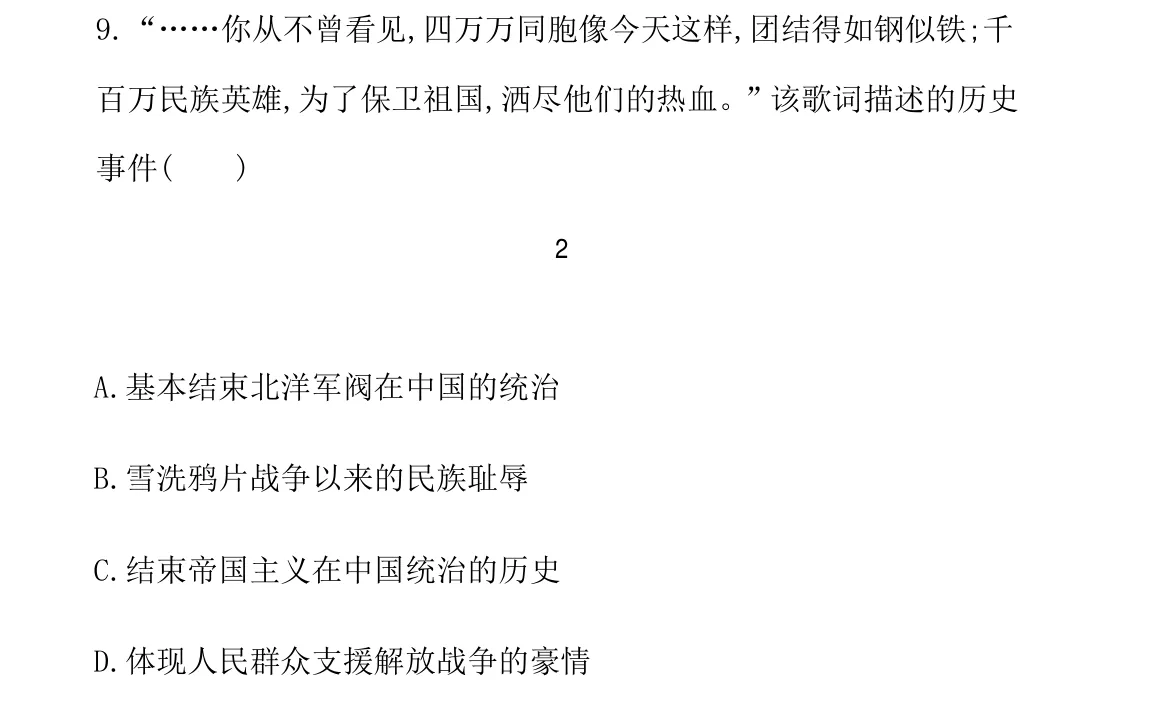 9. “……你从不曾看见,四万万同胞像今天这样,团结得如钢似铁;千
百万民族英雄,为了保卫祖国,洒尽他们的热血。”该歌词描述的历史
事件(　　)
2
A.基本结束北洋军阀在中国的统治
B.雪洗鸦片战争以来的民族耻辱
C.结束帝国主义在中国统治的历史
D.体现人民群众支援解放战争的豪情